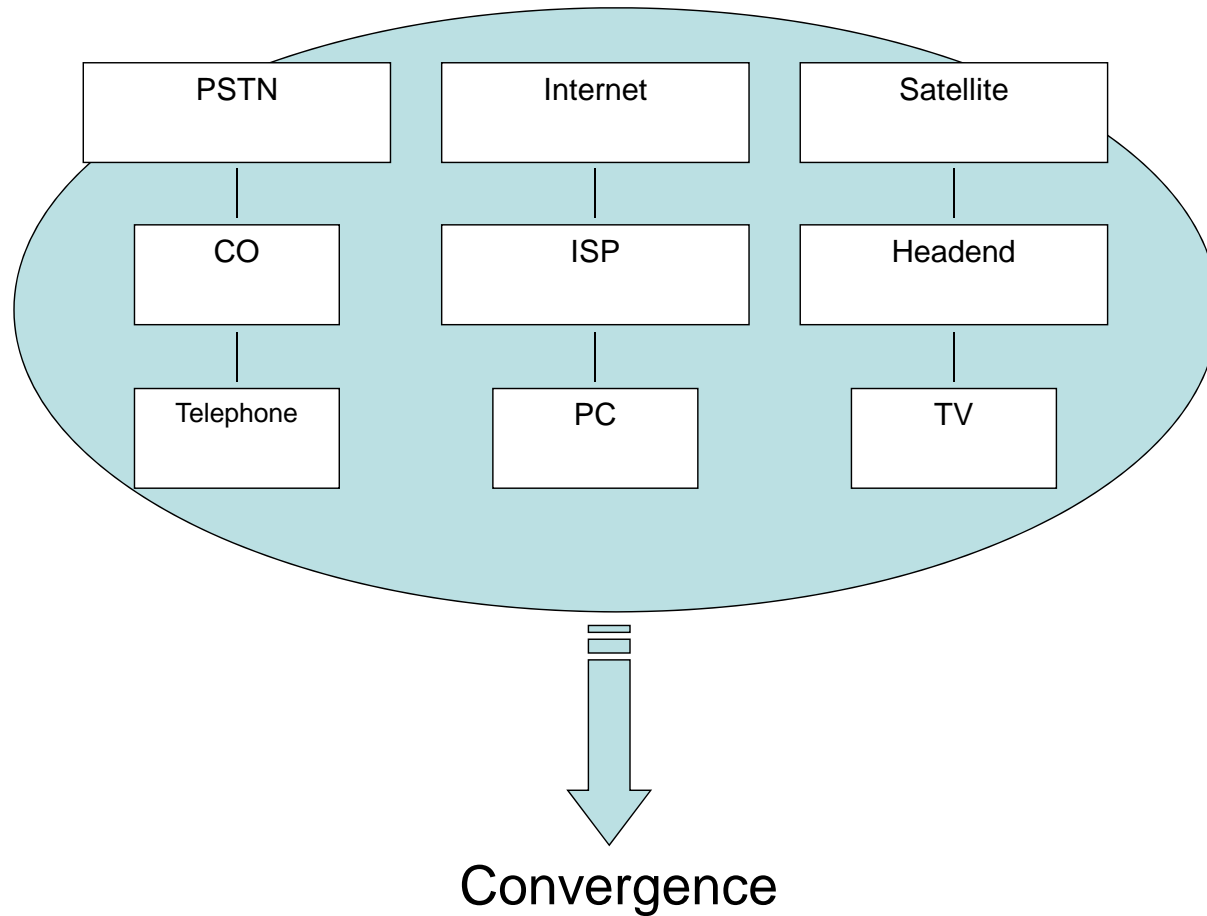 PSTN
Internet
Satellite
CO
ISP
Headend
Telephone
PC
TV
Convergence